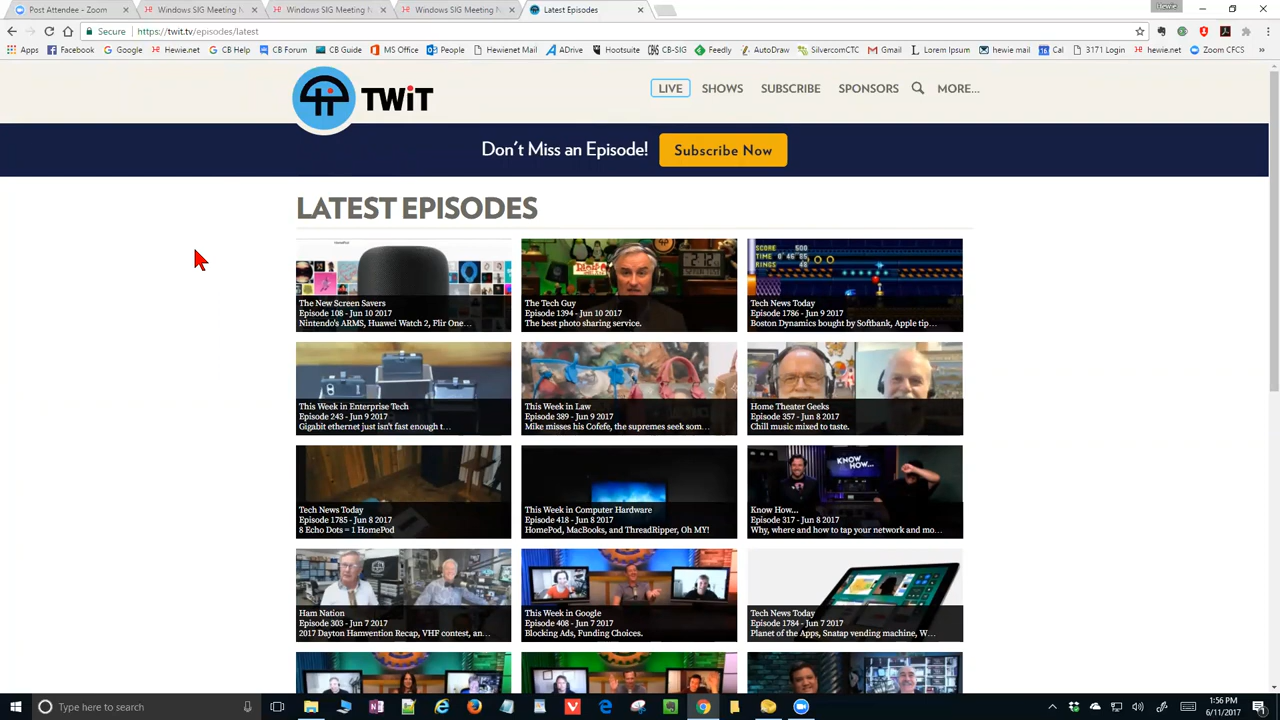 Post Attendee - Zoom
Windows SIG Meeting N
Windows SIG Meeting N
Windows SIG Meeting N
Latest Episodes
Hewie
Secure
https://twit.tv/episodes/latest
Apps
Facebook
Google
Hewie.net
CB Help
CB Forum
CB Guide
MS Office
People
Hewienet Mail
ADrive
Hootsuite
CB-SIG
Feedly
AutoDraw
SilvercomCTC
Gmail
Lorem Ipsum
hewie mail
Cal
3171 Login
hewie.net
Zoom CFCS
»
TWiT
LIVE
SHOWS
SUBSCRIBE
SPONSORS
MORE...
Don't Miss an Episode!
Subscribe Now
LATEST EPISODES
HomePod
The New Screen Savers
Episode 108 - Jun 10 2017
Nintendo's ARMS, Huawei Watch 2, Flir One...
The Tech Guy
Episode 1394 - Jun 10 2017
The best photo sharing service.
SCORE 500
TIME 6'46"85
RINGS 48
Tech News Today
Episode 1786 - Jun 9 2017
Boston Dynamics bought by Softbank, Apple tip...
This Week in Enterprise Tech
Episode 243 - Jun 9 2017
Gigabit ethernet just isn't fast enough t...
This Week in Law
Episode 389 - Jun 9 2017
Mike misses his Cofefe, the supremes seek som...
Home Theater Geeks
Episode 357 - Jun 8 2017
Chill music mixed to taste.
Tech News Today
Episode 1785 - Jun 8 2017
8 Echo Dots = 1 HomePod
This Week in Computer Hardware
Episode 418 - Jun 8 2017
HomePod, MacBooks, and ThreadRipper, Oh MY!
KNOW
HOW...
Know How...
Episode 317 - Jun 8 2017
Why, where and how to tap your network and mo...
Ham Nation
Episode 303 - Jun 7 2017
2017 Dayton Hamvention Recap, VHF contest, an...
This Week in Google
Episode 408 - Jun 7 2017
Blocking Ads, Funding Choices.
Tech News Today
Episode 1784 - Jun 7 2017
Planet of the Apps, Snatap vending machine, W...
Type here to search
1:56 PM
6/11/2017